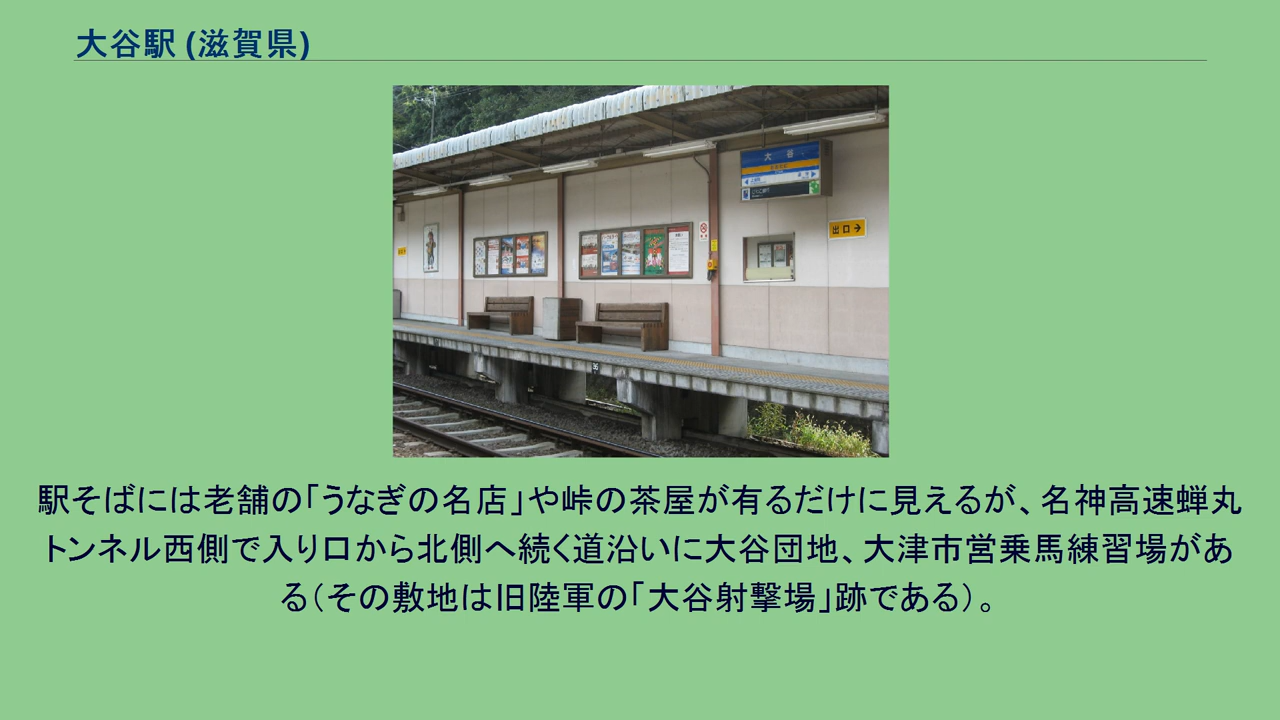 大谷駅 (滋賀県)
大 谷
出口→
駅そばには老舗の「うなぎの名店」や峠の茶屋が有るだけに見えるが、名神高速蝉丸
トンネル西側で入り口から北側へ続く道沿いに大谷団地、大津市営乗馬練習場があ
る(その敷地は旧陸軍の「大谷射撃場」跡である)。